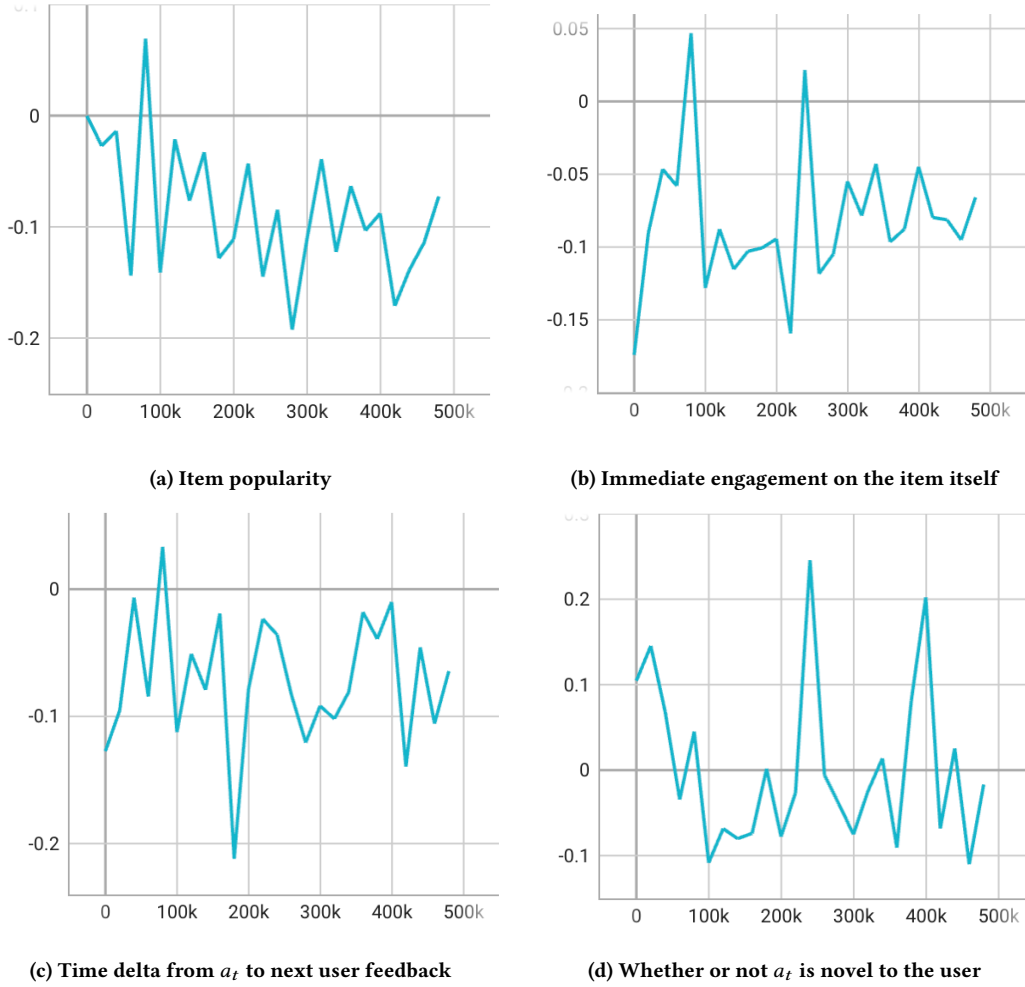 0
-0.1
-0.2
0 100k 200k 300k 400k 500k
(a) Item popularity
0.05
0
-0.05
-0.1
-0.15
0 100k 200k 300k 400k 500k
(b) Immediate engagement on the item itself
0
-0.1
-0.2
0 100k 200k 300k 400k 500k
(c) Time delta from a_t to next user feedback
0.2
0.1
0
-0.1
0 100k 200k 300k 400k 500k
(d) Whether or not a_t is novel to the user